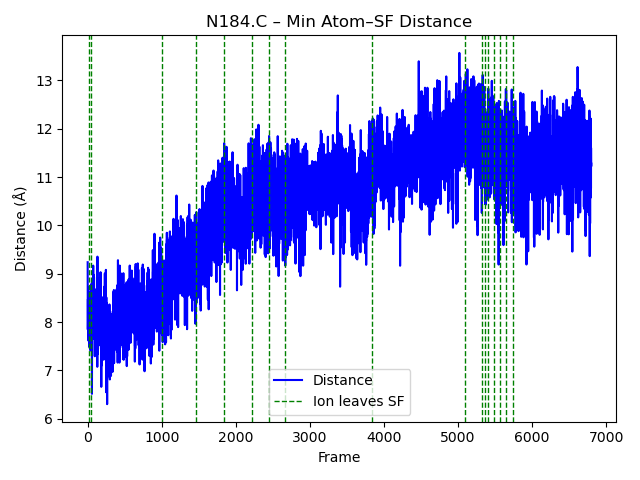 N184.C – Min Atom–SF Distance
Distance (Å)
13
12
11
10
9
8
7
6
Distance
Ion leaves SF
0 1000 2000 3000 4000 5000 6000 7000
Frame